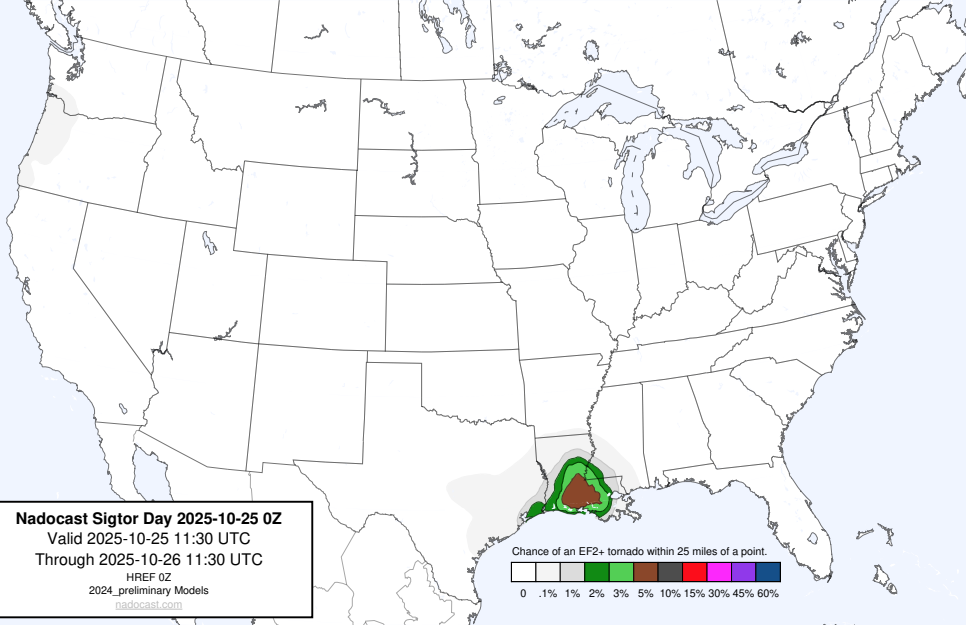 Nadocast Sigtor Day 2025-10-25 0Z
Valid 2025-10-25 11:30 UTC
Through 2025-10-26 11:30 UTC
HREF 0Z
2024_preliminary Models
nadocast.com
Chance of an EF2+ tornado within 25 miles of a point.
0 .1% 1% 2% 3% 5% 10% 15% 30% 45% 60%